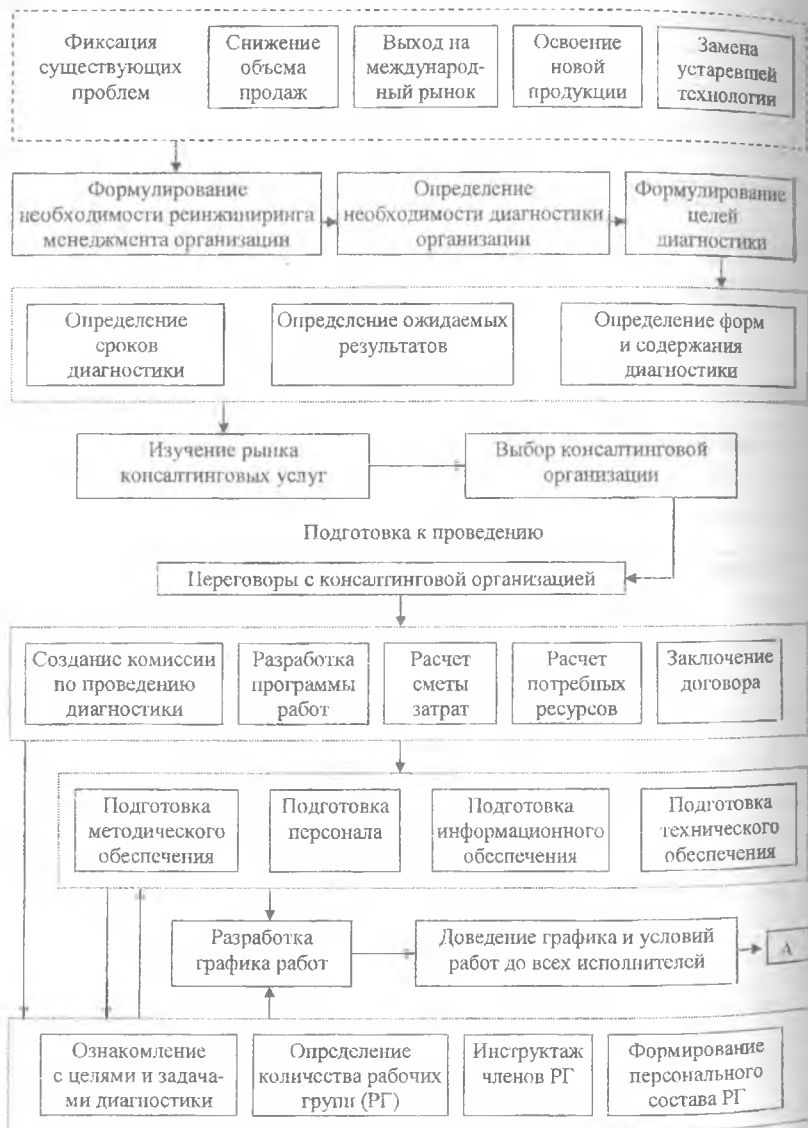 Фиксация
существующих
проблем
Снижение
объема
продаж
Выход на
международ-
ный рынок
Освоение
новой
продукции
Замена
устаревшей
технологии
Формулирование
необходимости реинжиниринга
менеджмента организации
Определение
необходимости диагностики
организации
Формулирование
целей
диагностики
Определение
сроков
диагностики
Определение ожидаемых
результатов
Определение форм
и содержания
диагностики
Изучение рынка
консалтинговых услуг
Выбор консалтинговой
организации
Подготовка к проведению
Переговоры с консалтинговой организацией
Создание комиссии
по проведению
диагностики
Разработка
программы
работ
Расчет
сметы
затрат
Расчет
потребных
ресурсов
Заключение
договора
Подготовка
методического
обеспечения
Подготовка
персонала
Подготовка
информационного
обеспечения
Подготовка
технического
обеспечения
Разработка
графика работ
Доведение графика и условий
работ до всех исполнителей
А
Ознакомление
с целями и задача-
ми диагностики
Определение
количества рабочих
групп (РГ)
Инструктаж
членов РГ
Формирование
персонального
состава РГ